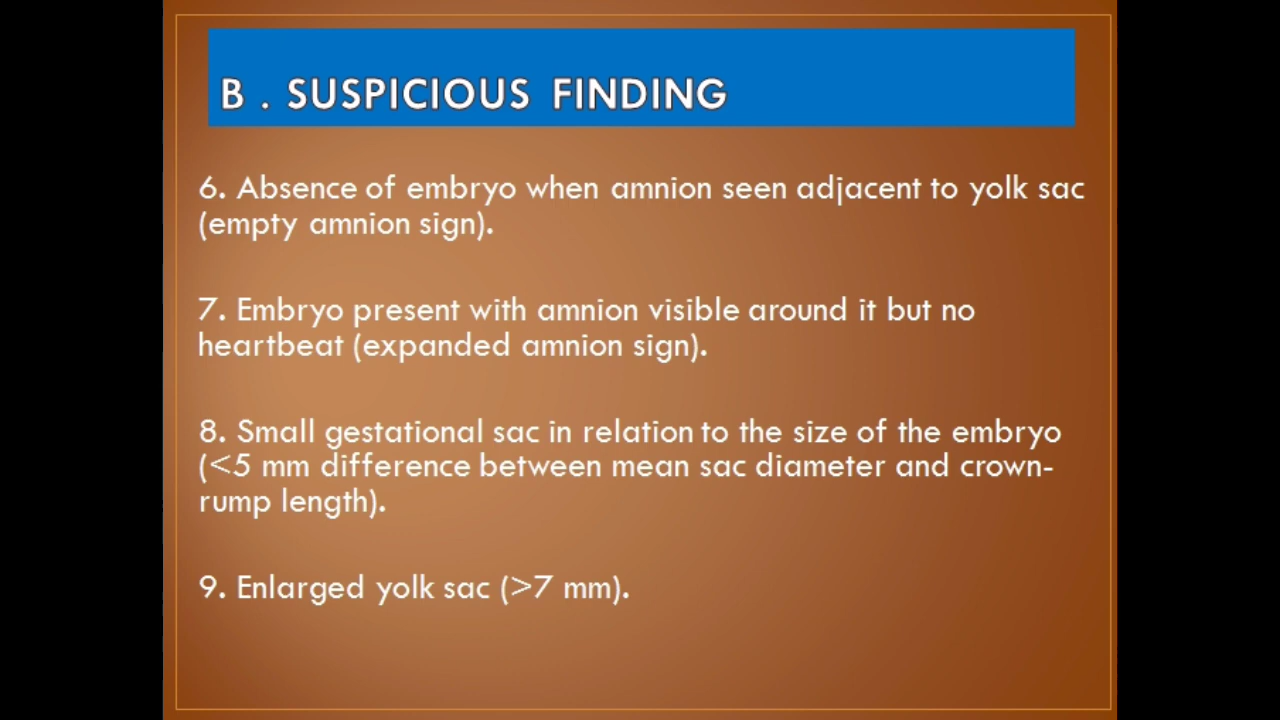 B . SUSPICIOUS FINDING
6. Absence of embryo when amnion seen adjacent to yolk sac
(empty amnion sign).
7. Embryo present with amnion visible around it but no
heartbeat (expanded amnion sign).
8. Small gestational sac in relation to the size of the embryo
(<5 mm difference between mean sac diameter and crown-
rump length).
9. Enlarged yolk sac (>7 mm).